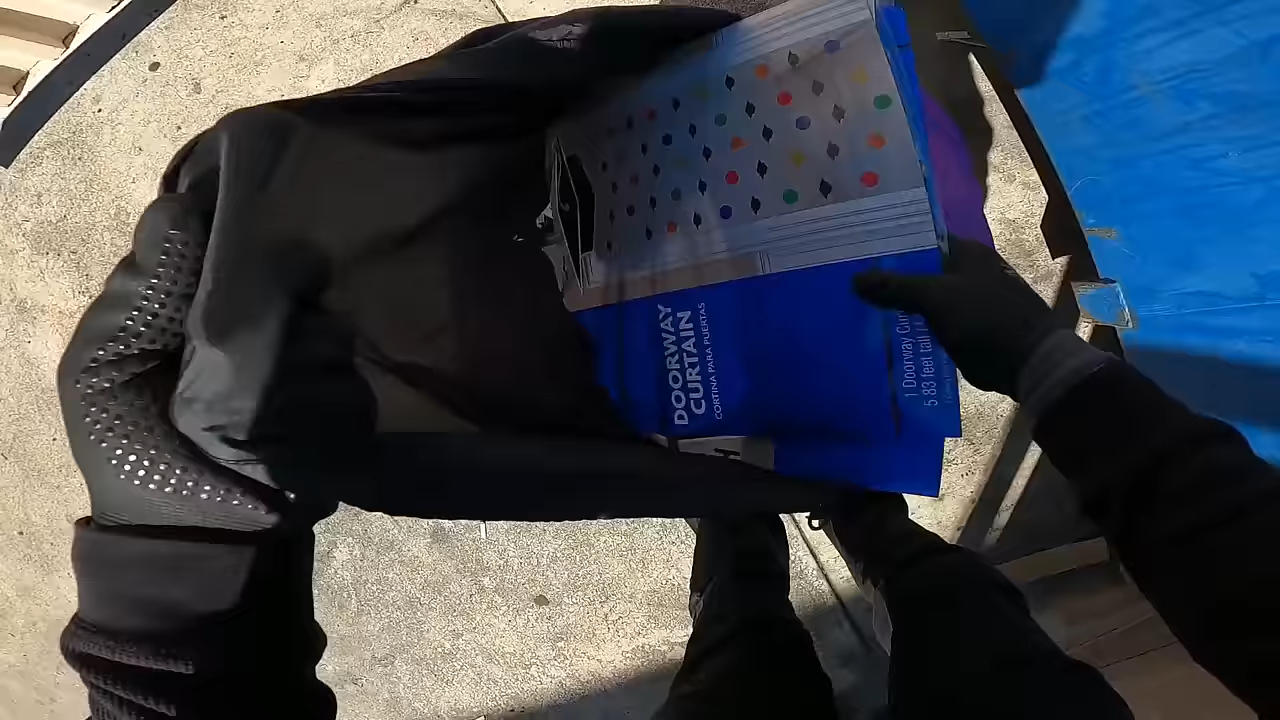 DOORWAY
CURTAIN
CORTINA PARA PUERTAS
1 Doorway Cur
5.83 feet tall